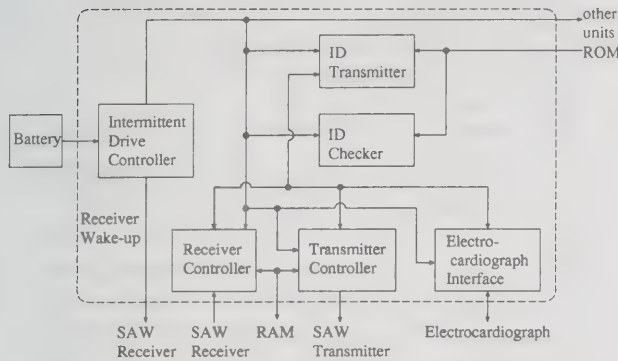 other
units
ROM
ID
Transmitter
Battery
Intermittent
Drive
Controller
ID
Checker
Receiver
Wake-up
Receiver
Controller
Transmitter
Controller
Electro-
cardiograph
Interface
SAW
Receiver
SAW
Receiver
RAM
SAW
Transmitter
Electrocardiograph